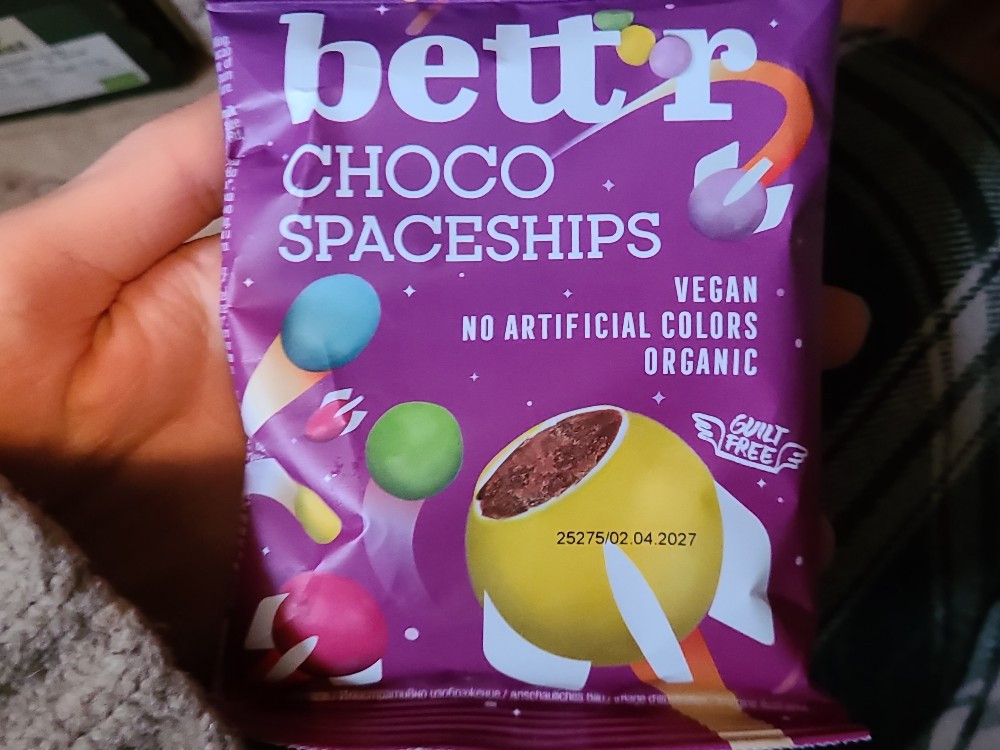 bett'r
CHOCO
SPACESHIPS
VEGAN
NO ARTIFICIAL COLORS
ORGANIC
GUILT
FREE
25275/02.04.2027